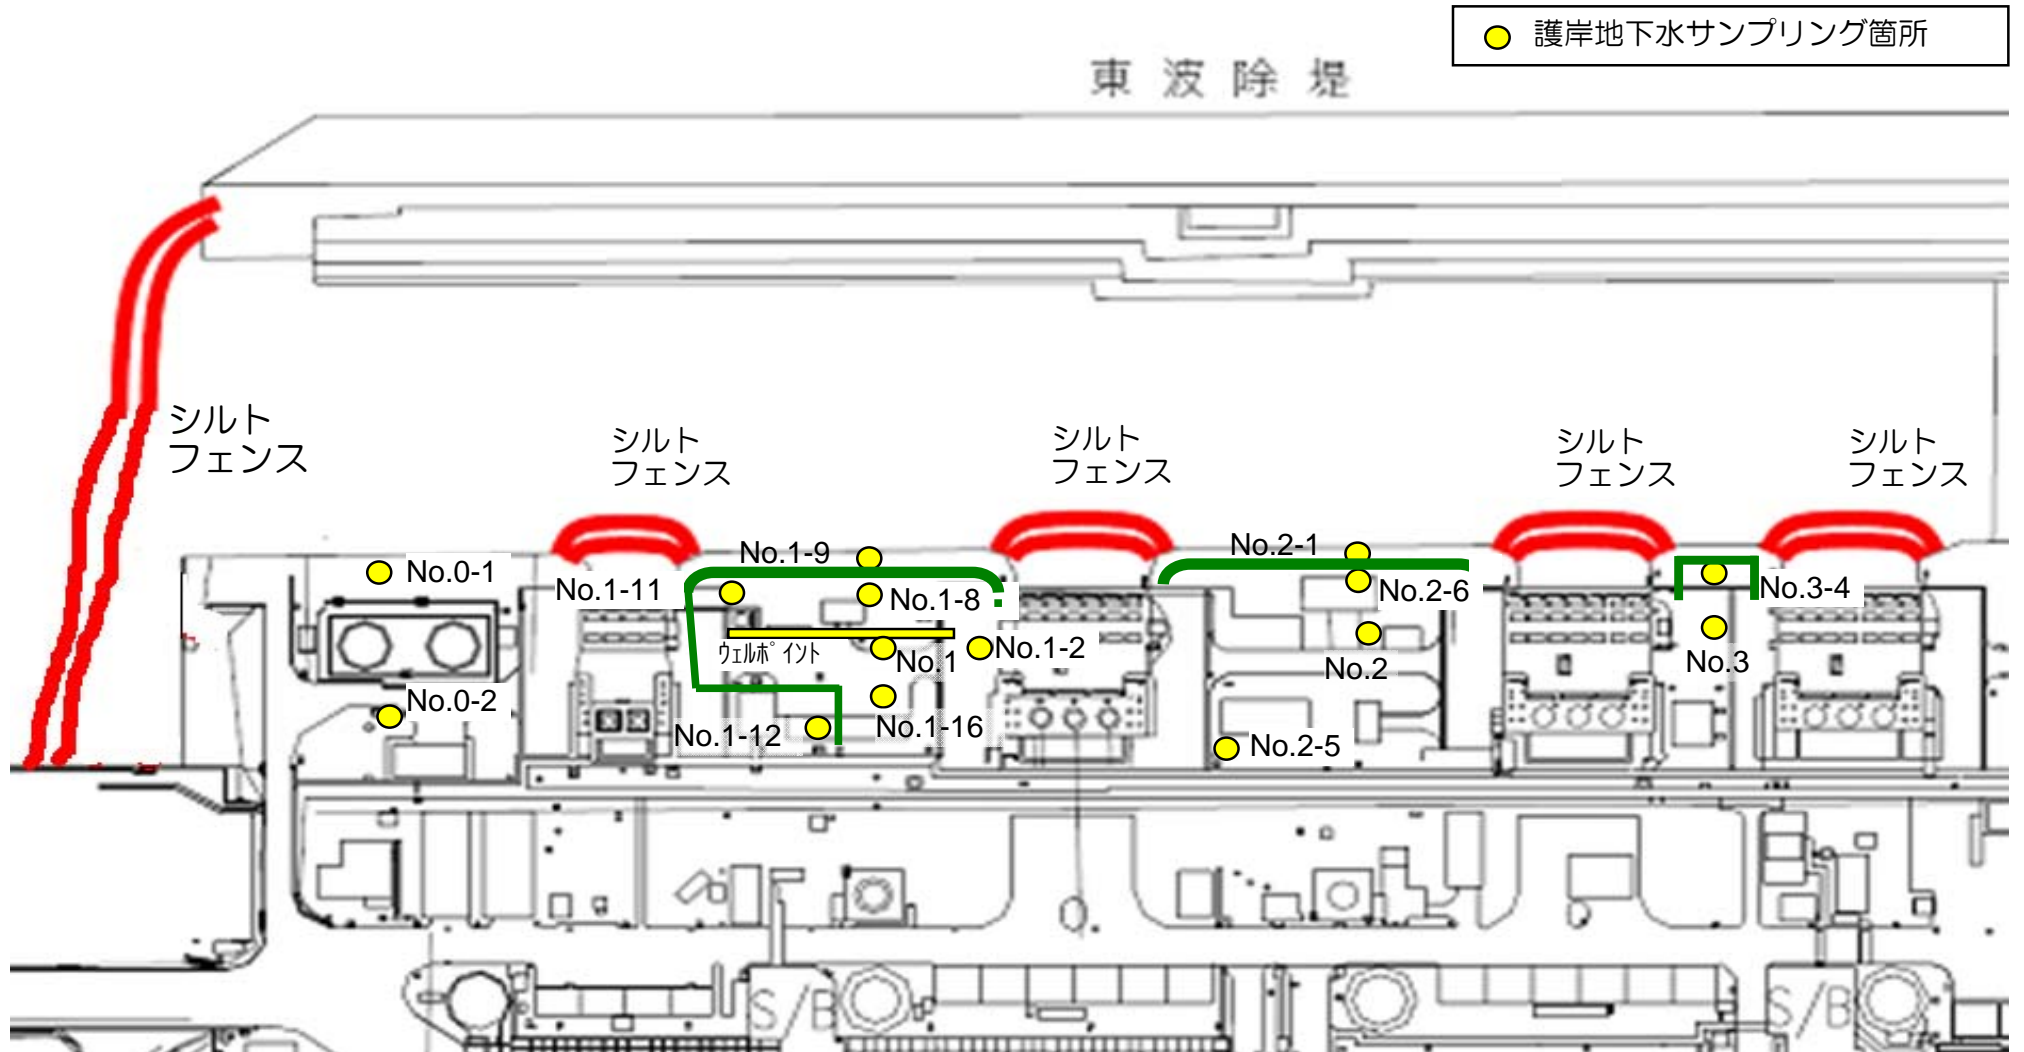 護岸地下水サンプリング箇所
東波除堤
シルト
フェンス
シルト
フェンス
シルト
フェンス
シルト
フェンス
シルト
フェンス
No.0-1
No.1-11
No.1-9
No.1-8
No.2-1
No.2-6
No.3-4
ｳｪﾙﾎﾟｲﾝﾄ
No.1
No.1-2
No.2
No.3
No.0-2
No.1-12
No.1-16
No.2-5
S/B
S/B